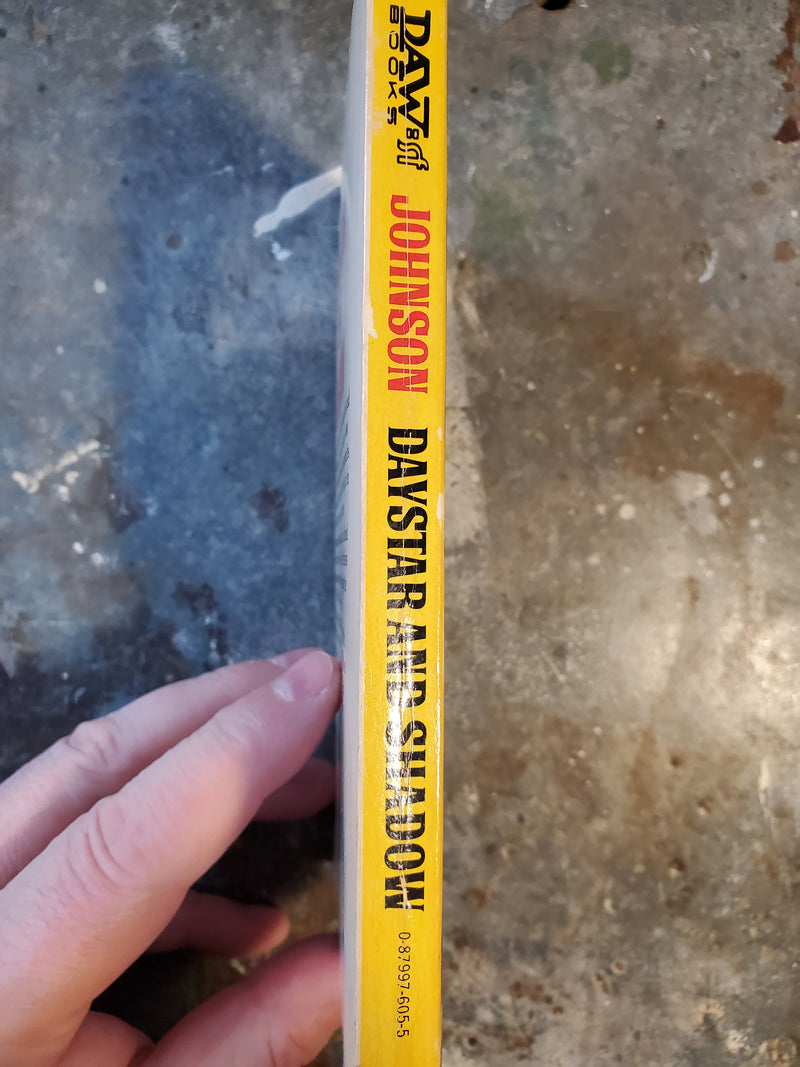 DAW
BOOKS
JOHNSON
DAYSTAR AND SHADOW
0-87997-605-5